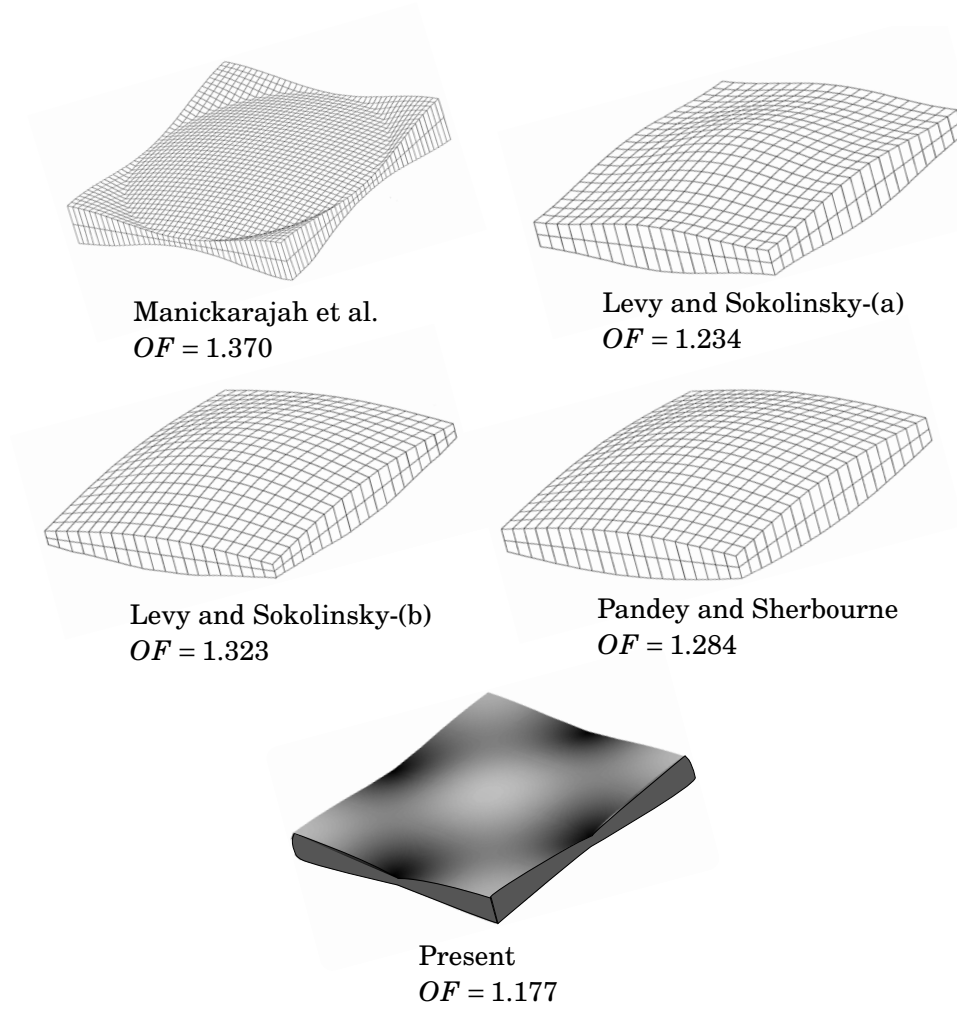 Manickarajah et al.
OF = 1.370
Levy and Sokolinsky-(a)
OF = 1.234
Levy and Sokolinsky-(b)
OF = 1.323
Pandey and Sherbourne
OF = 1.284
Present
OF = 1.177